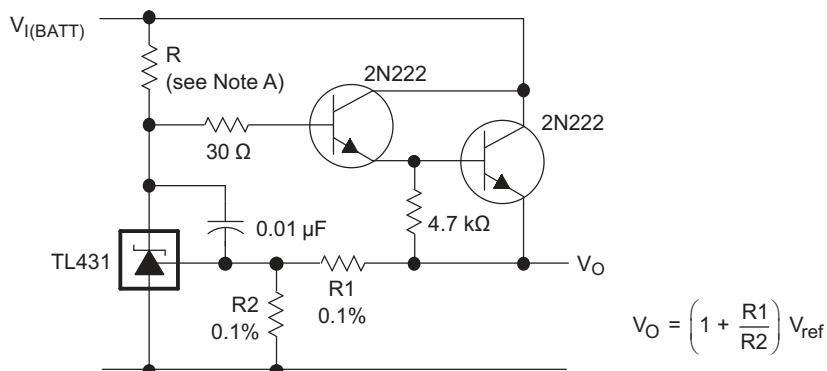 V_I(BATT)
R
(see Note A)
2N222
2N222
30 Ω
4.7 kΩ
0.01 µF
TL431
V_O
R1
0.1%
R2
0.1%
V_O = (1 + R1/R2) V_ref